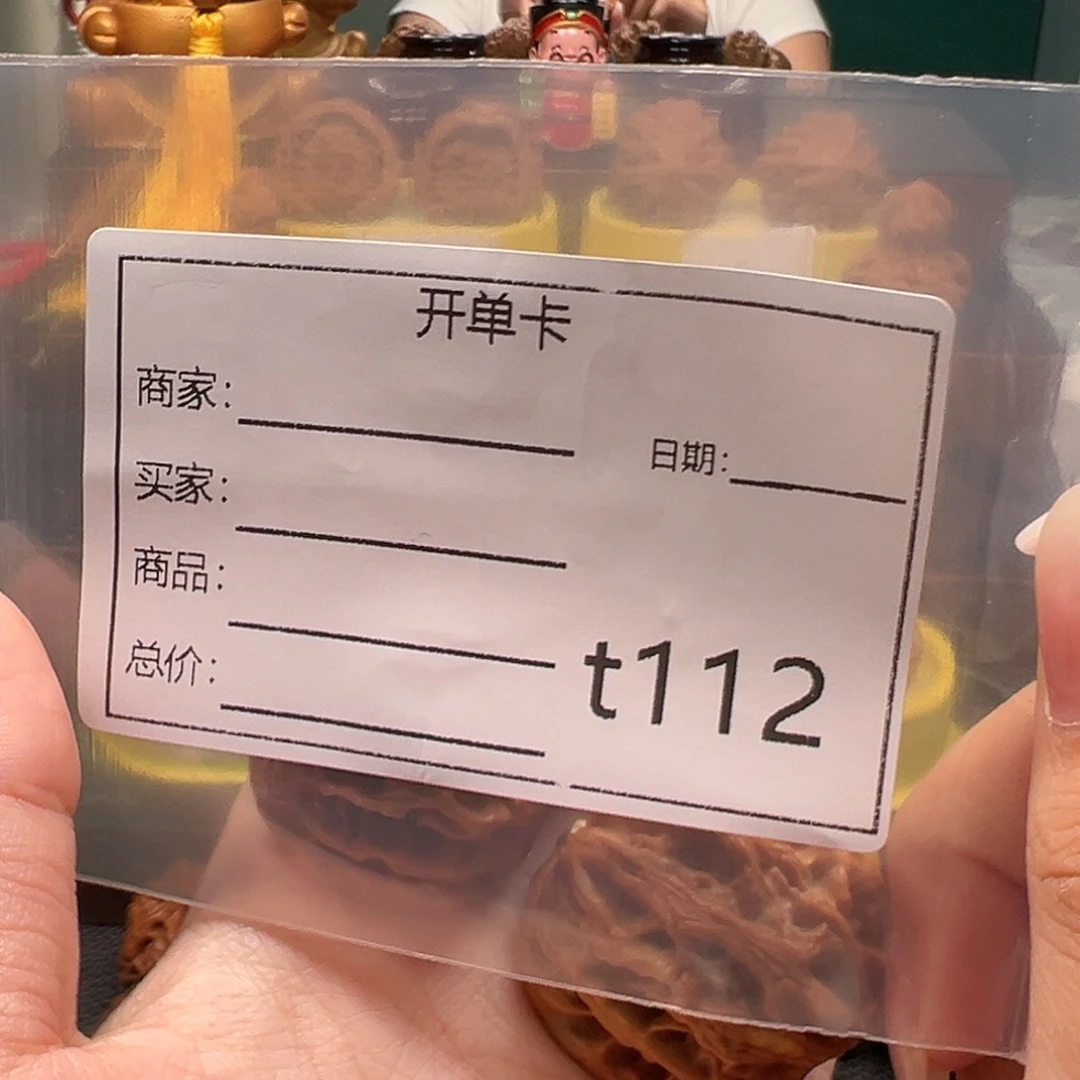 开单卡
商家：
日期：
买家：
商品：
总价：
t112